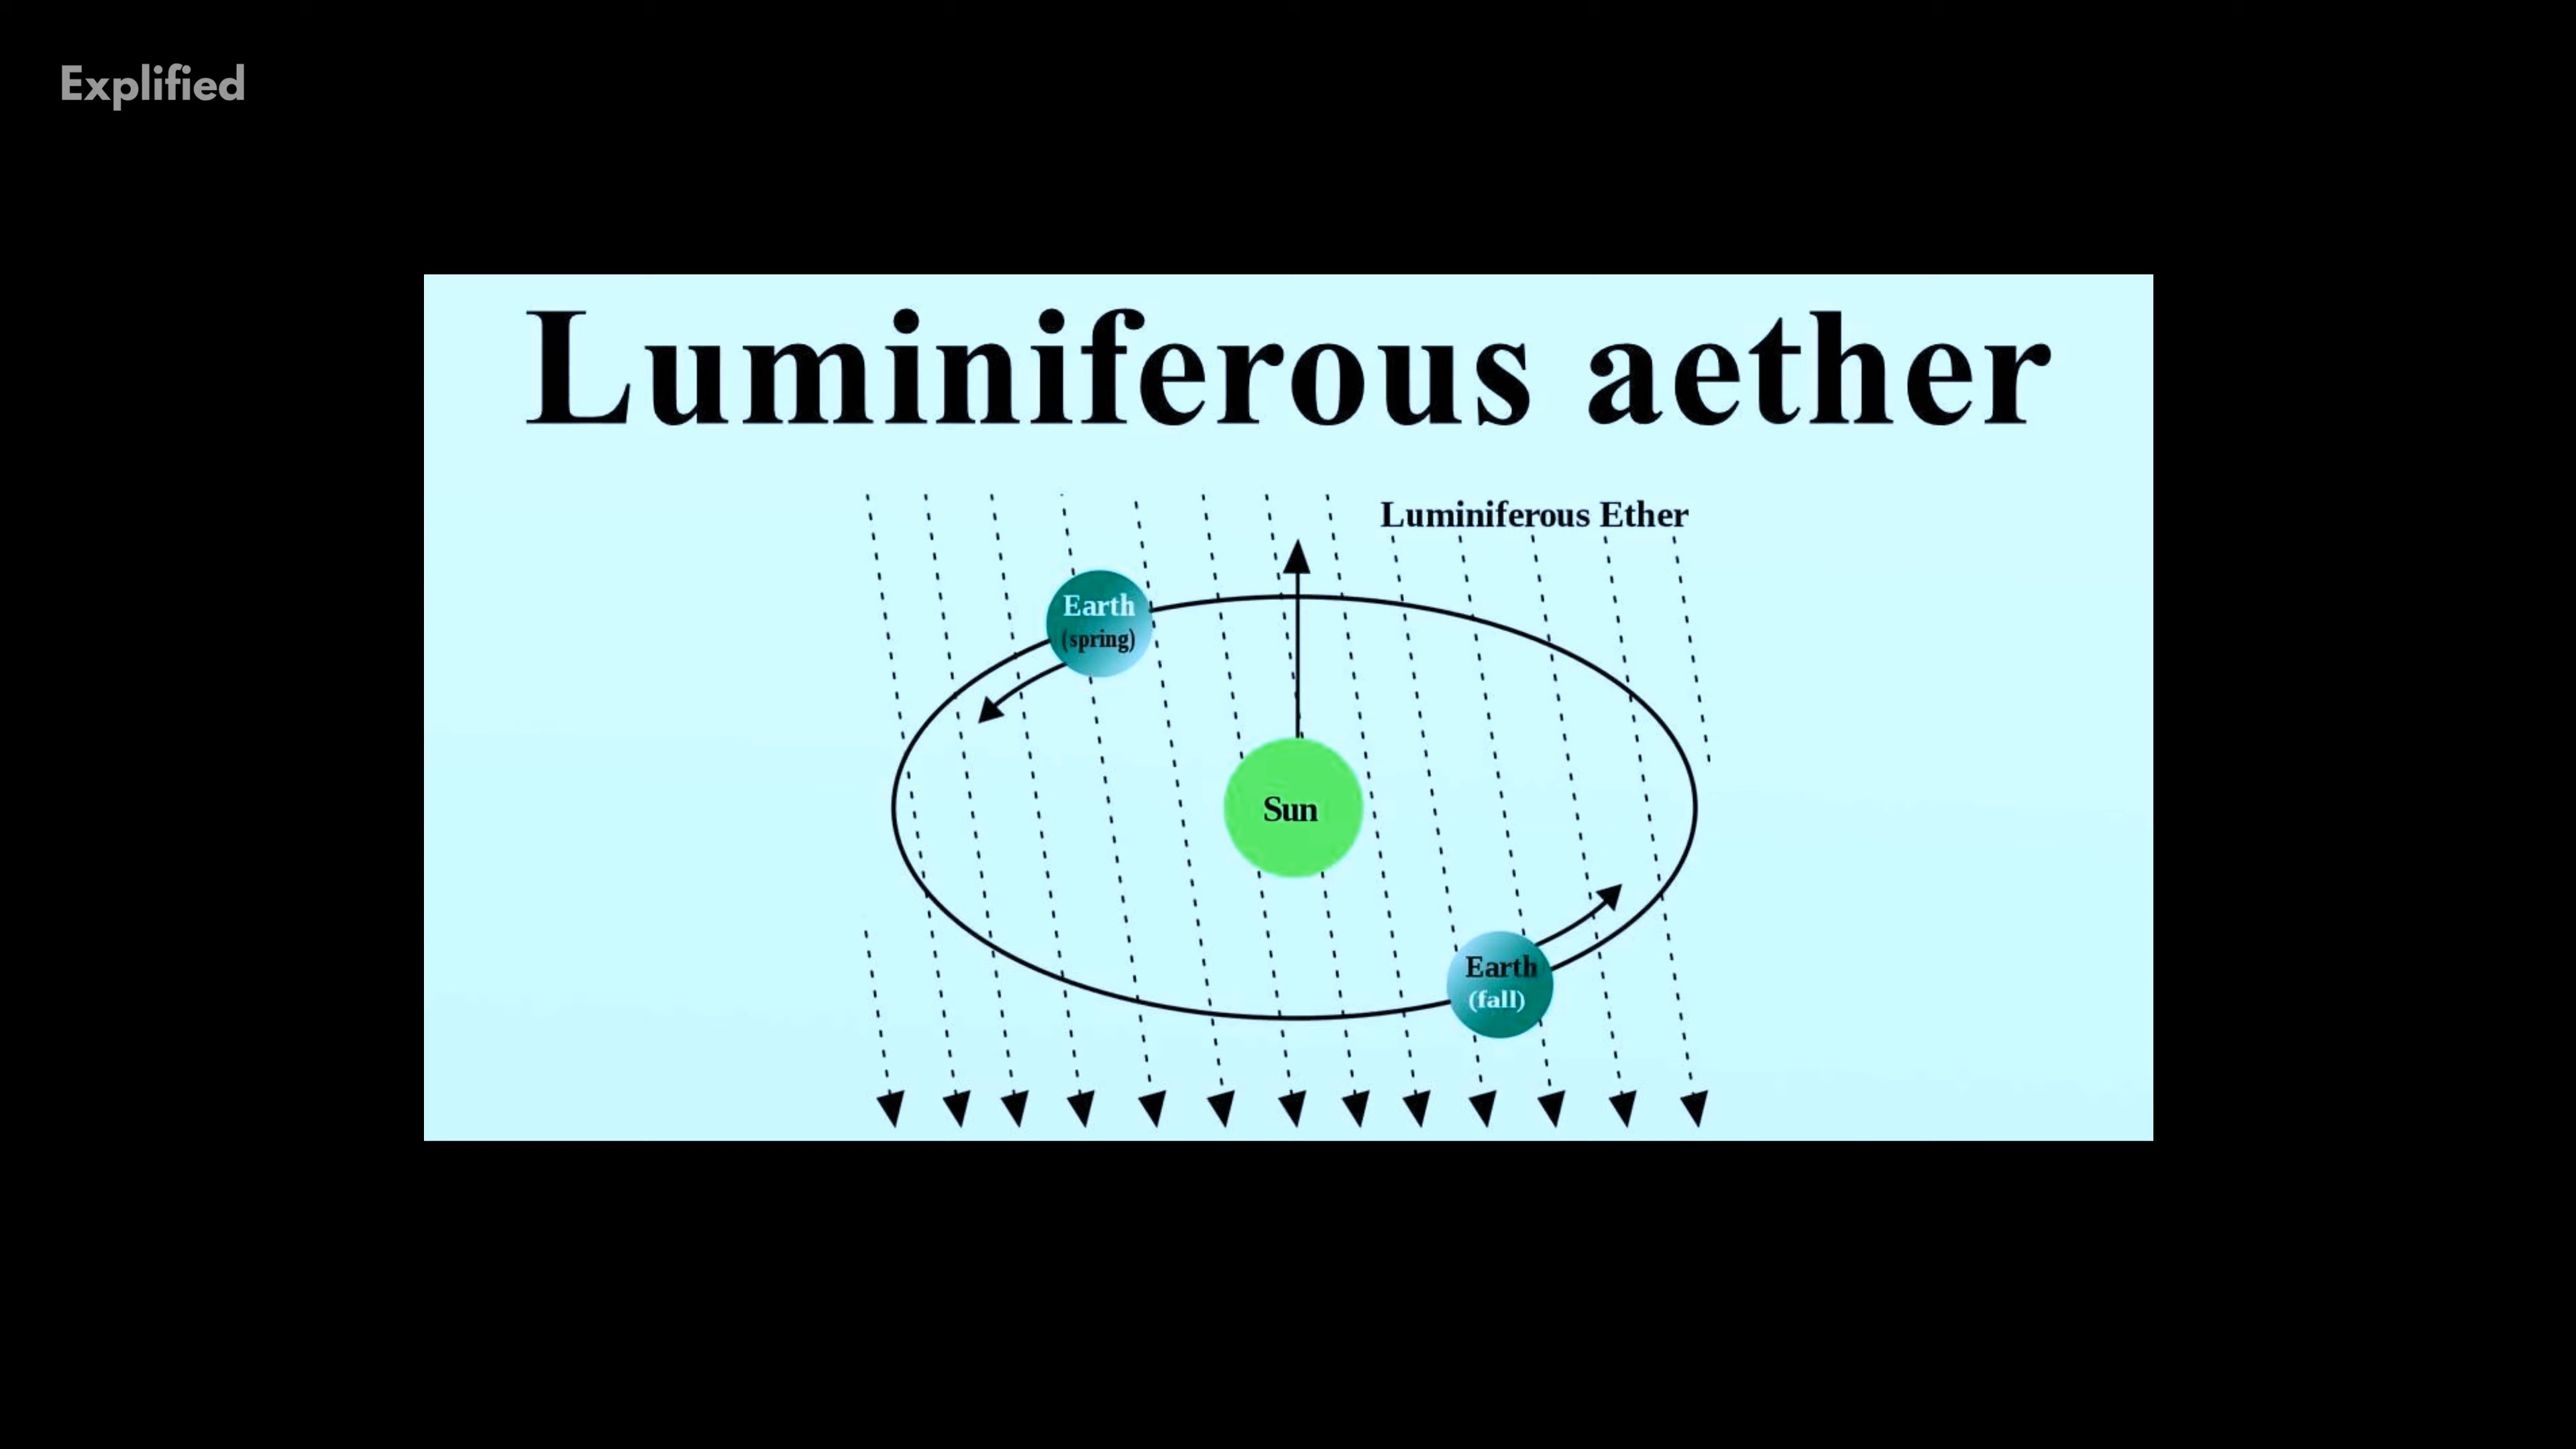 Explified
Luminiferous aether
Luminiferous Ether
Earth
(spring)
Sun
Earth
(fall)